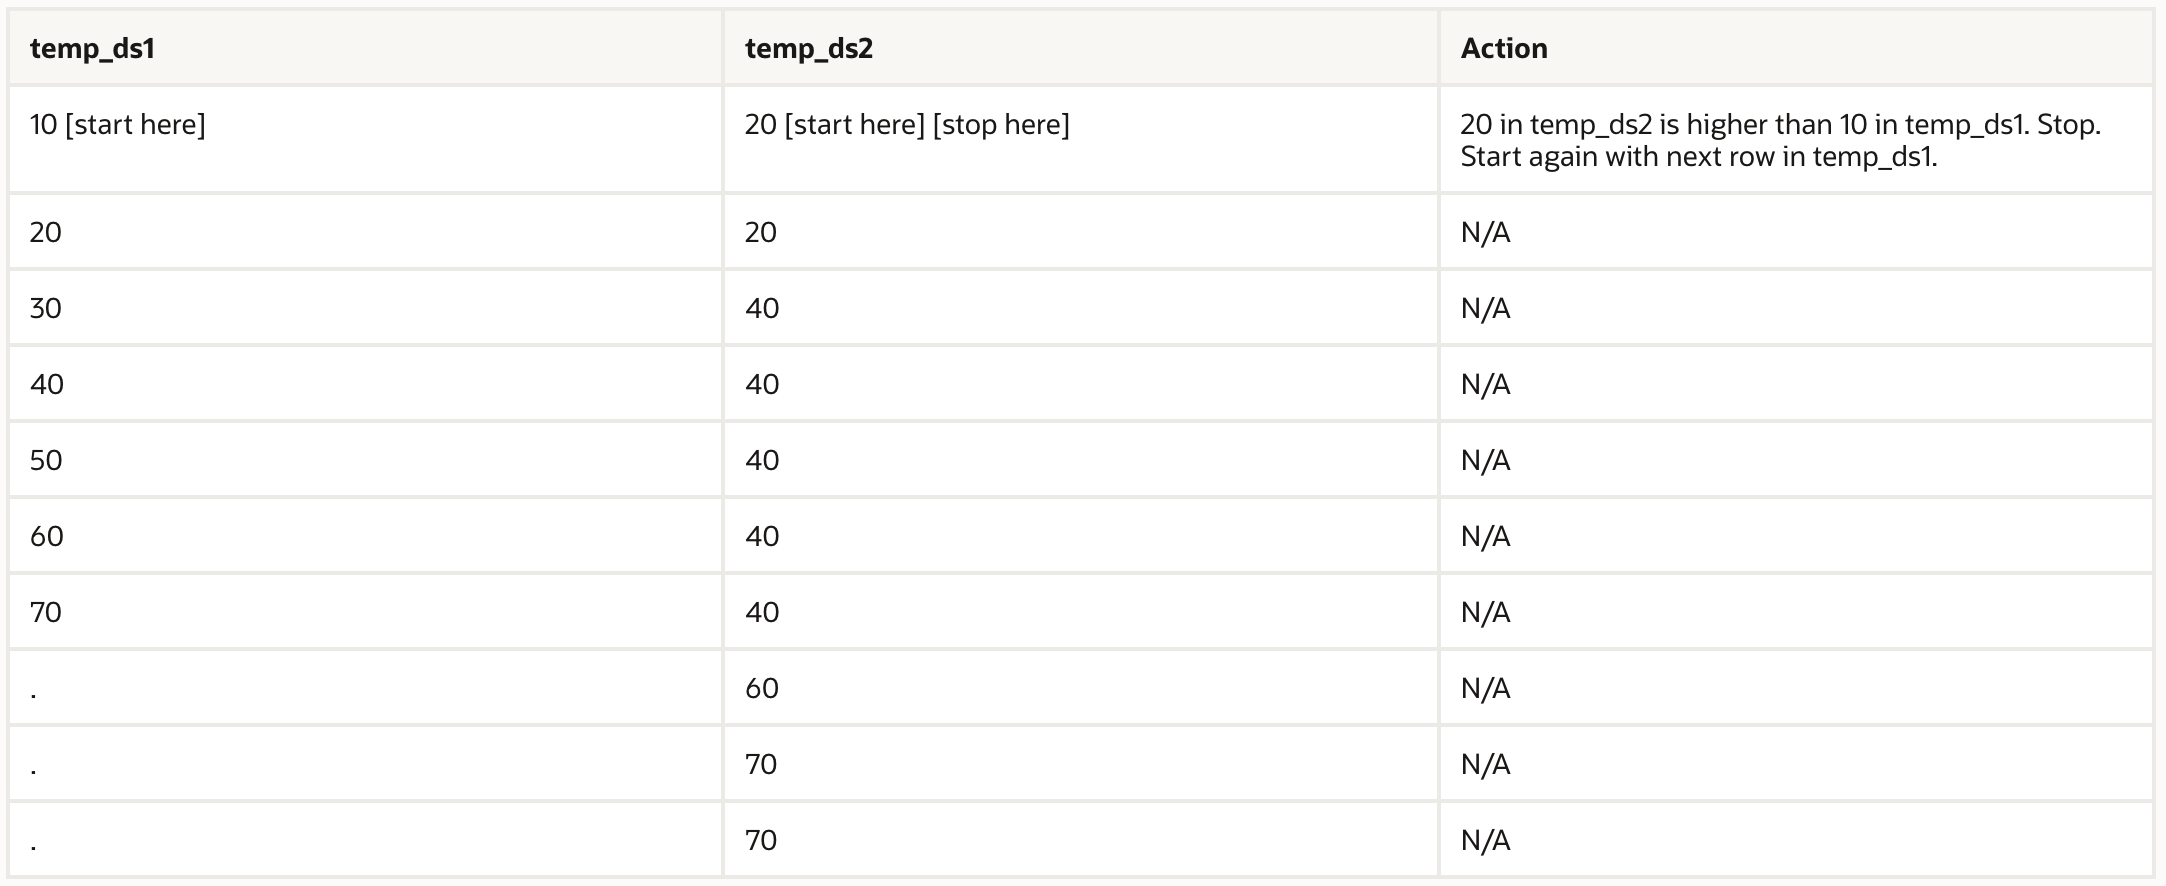 temp_ds1 temp_ds2 Action
10 [start here] 20 [start here] [stop here] 20 in temp_ds2 is higher than 10 in temp_ds1. Stop.
Start again with next row in temp_ds1.
20 20 N/A
30 40 N/A
40 40 N/A
50 40 N/A
60 40 N/A
70 40 N/A
. 60 N/A
. 70 N/A
. 70 N/A